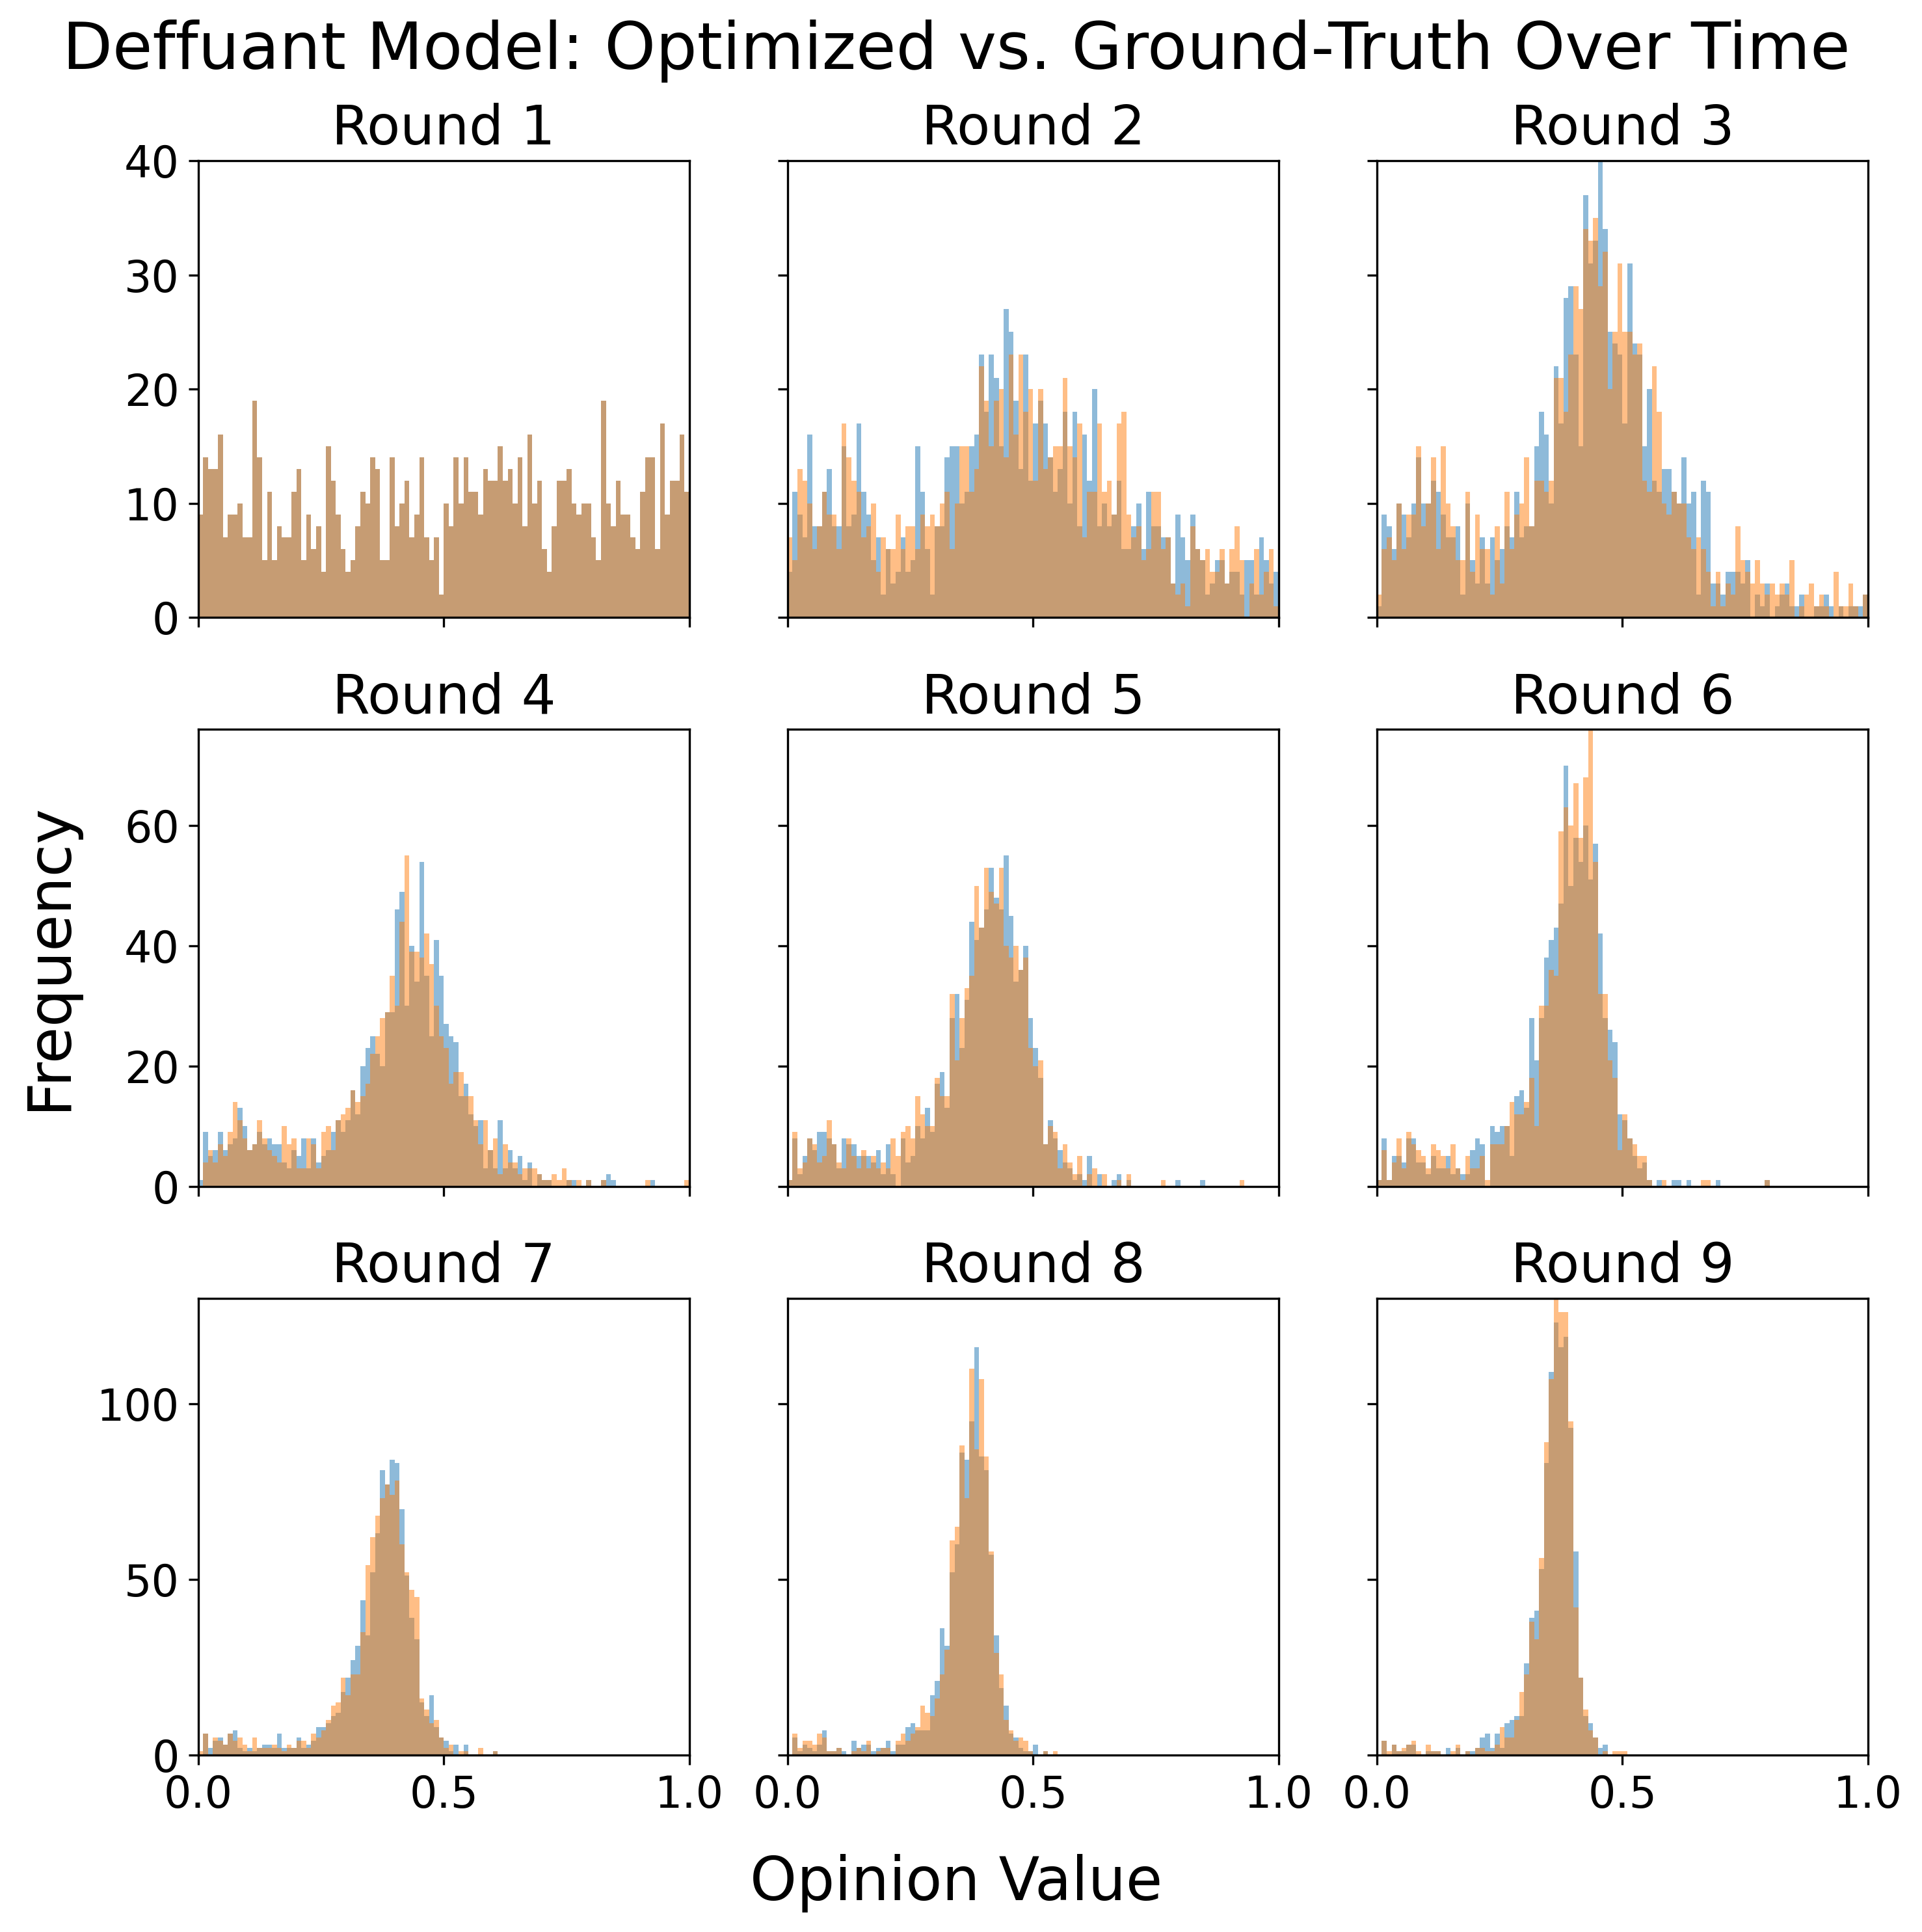 Deffuant Model: Optimized vs. Ground-Truth Over Time
Round 1
Round 2
Round 3
40
30
20
10
0
Round 4
Round 5
Round 6
60
40
20
0
Round 7
Round 8
Round 9
100
50
0
0.0 0.5 1.0
0.0 0.5 1.0
0.0 0.5 1.0
Frequency
Opinion Value